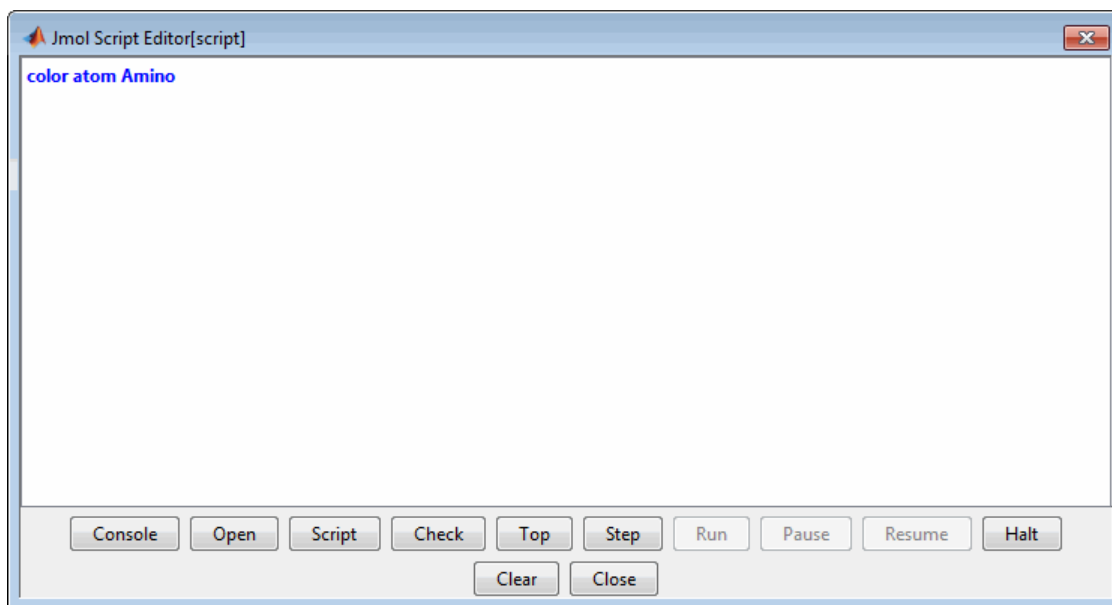 Jmol Script Editor[script]
color atom Amino
Console Open Script Check Top Step Run Pause Resume Halt
Clear Close